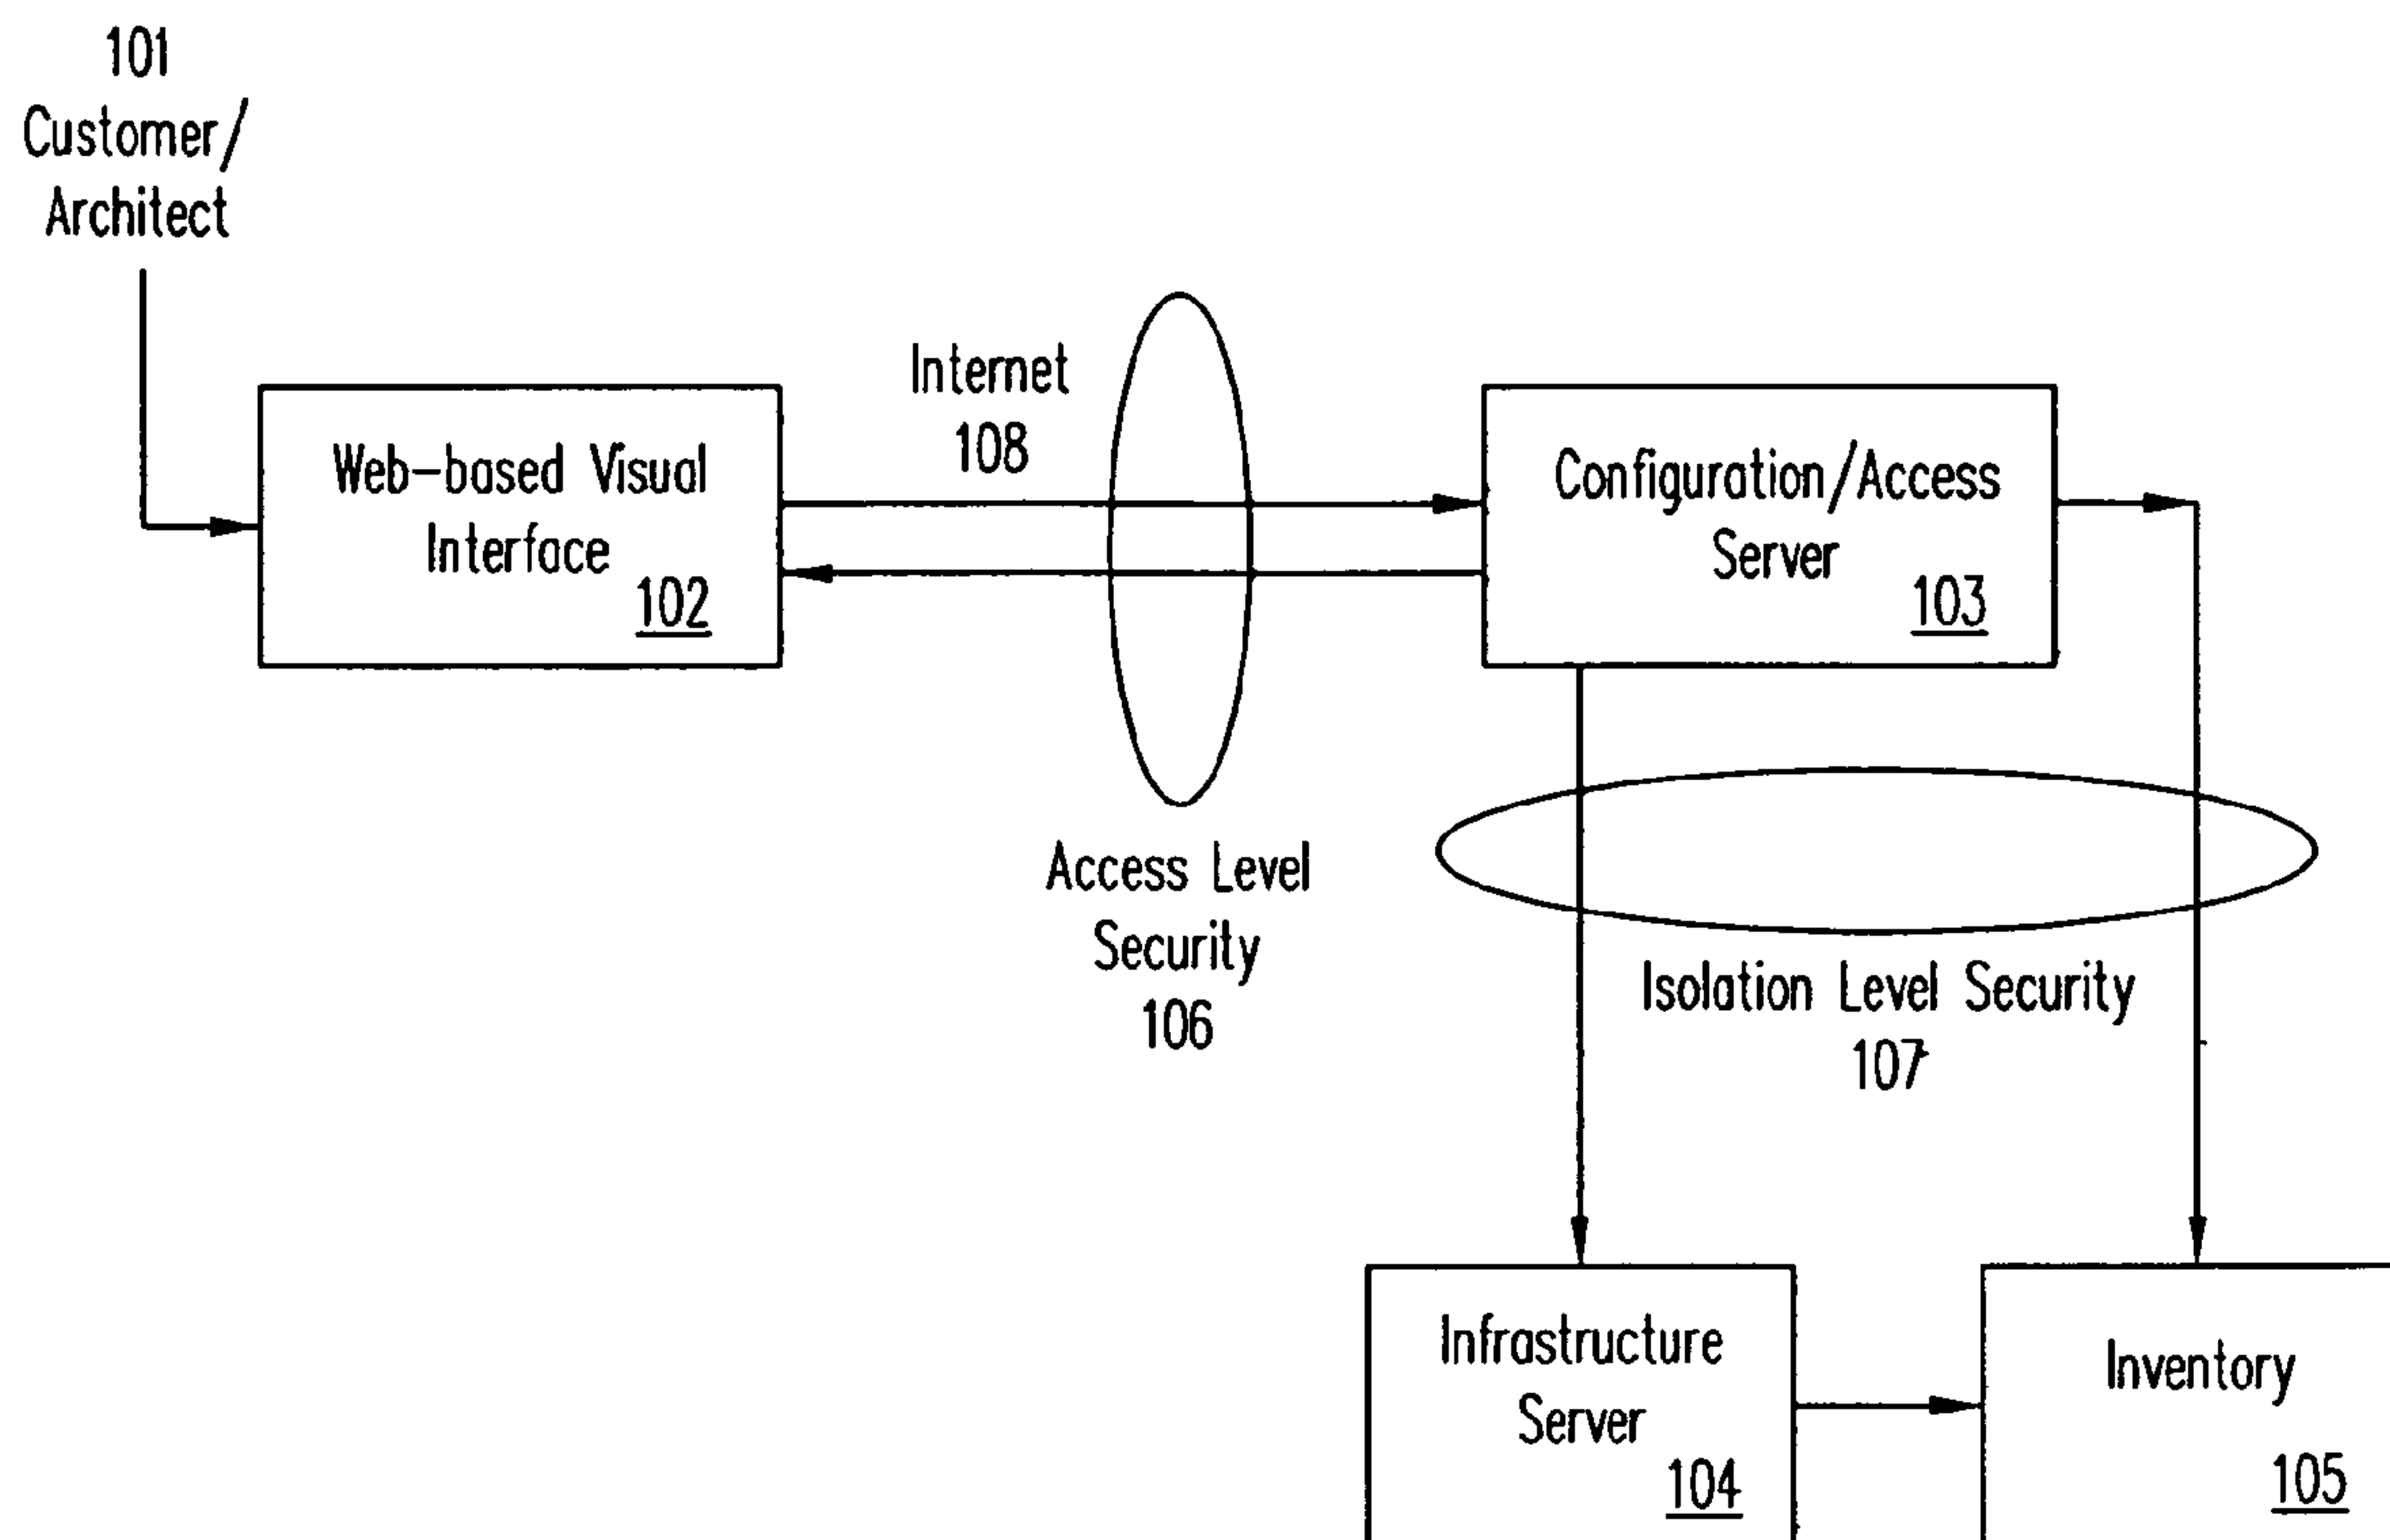 101
Customer/
Architect
Internet
108
Web-based Visual
Interface
102
Configuration/Access
Server
103
Access Level
Security
106
Isolation Level Security
107
Infrastructure
Server
104
Inventory
105